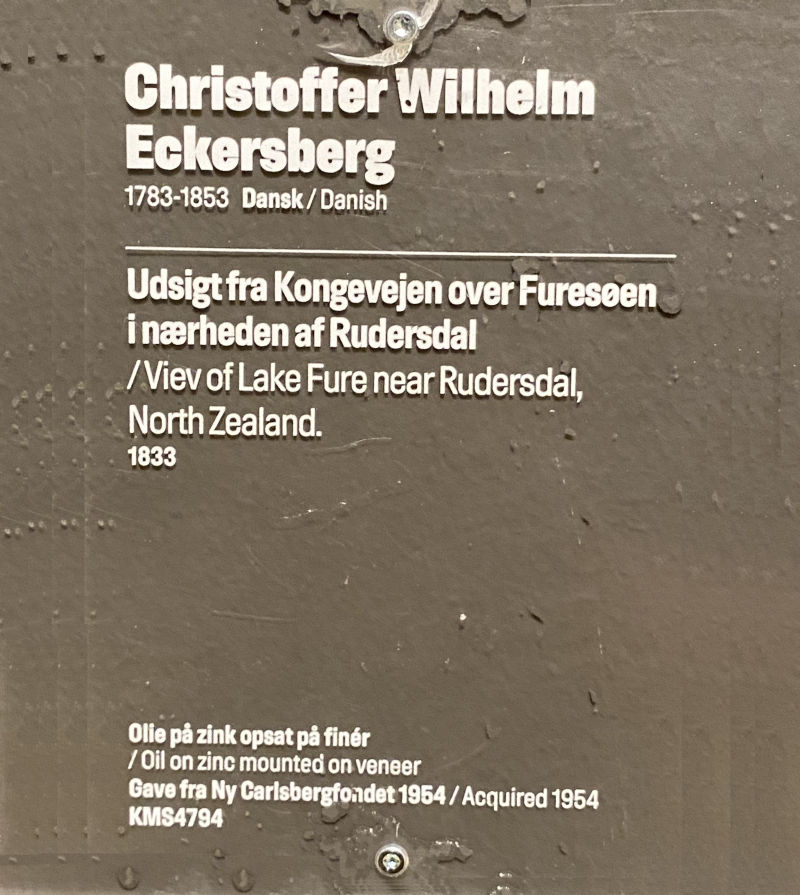 Christoffer Wilhelm
Eckersberg
1783-1853 Dansk / Danish
Udsigt fra Kongevejen over Furesøen
i nærheden af Rudersdal
/ Viev of Lake Fure near Rudersdal,
North Zealand.
1833
Olie på zink opsat på finér
/ Oil on zinc mounted on veneer
Gave fra Ny Carlsbergfondet 1954 / Acquired 1954
KMS4794